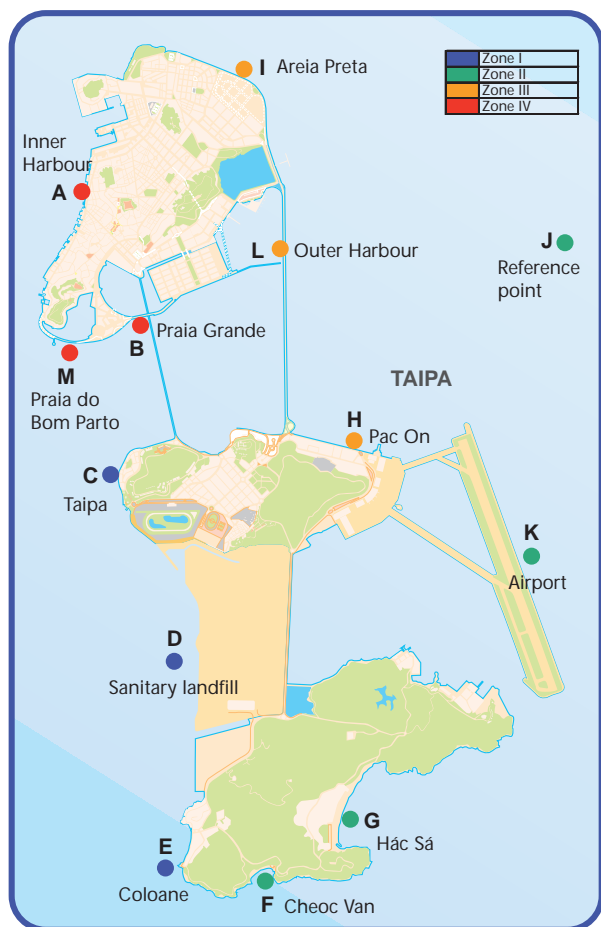 Zone I
Zone II
Zone III
Zone IV
I Areia Preta
Inner
Harbour
A
L Outer Harbour
J
Reference
point
B
Praia Grande
M
Praia do
Bom Parto
TAIPA
H
Pac On
C
Taipa
K
Airport
D
Sanitary landfill
G
Hác Sá
E
Coloane
F Cheoc Van